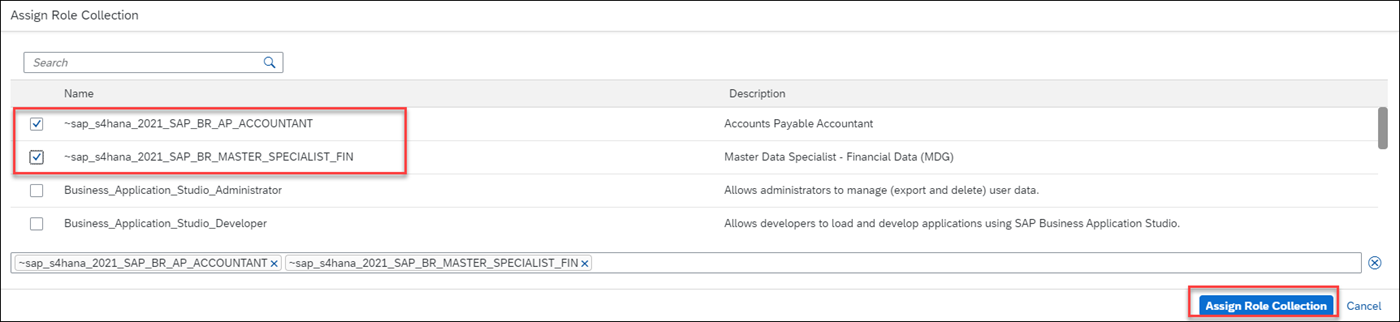 Assign Role Collection
Search
Name Description
~sap_s4hana_2021_SAP_BR_AP_ACCOUNTANT Accounts Payable Accountant
~sap_s4hana_2021_SAP_BR_MASTER_SPECIALIST_FIN Master Data Specialist - Financial Data (MDG)
Business_Application_Studio_Administrator Allows administrators to manage (export and delete) user data.
Business_Application_Studio_Developer Allows developers to load and develop applications using SAP Business Application Studio.
~sap_s4hana_2021_SAP_BR_AP_ACCOUNTANT ~sap_s4hana_2021_SAP_BR_MASTER_SPECIALIST_FIN
Assign Role Collection Cancel